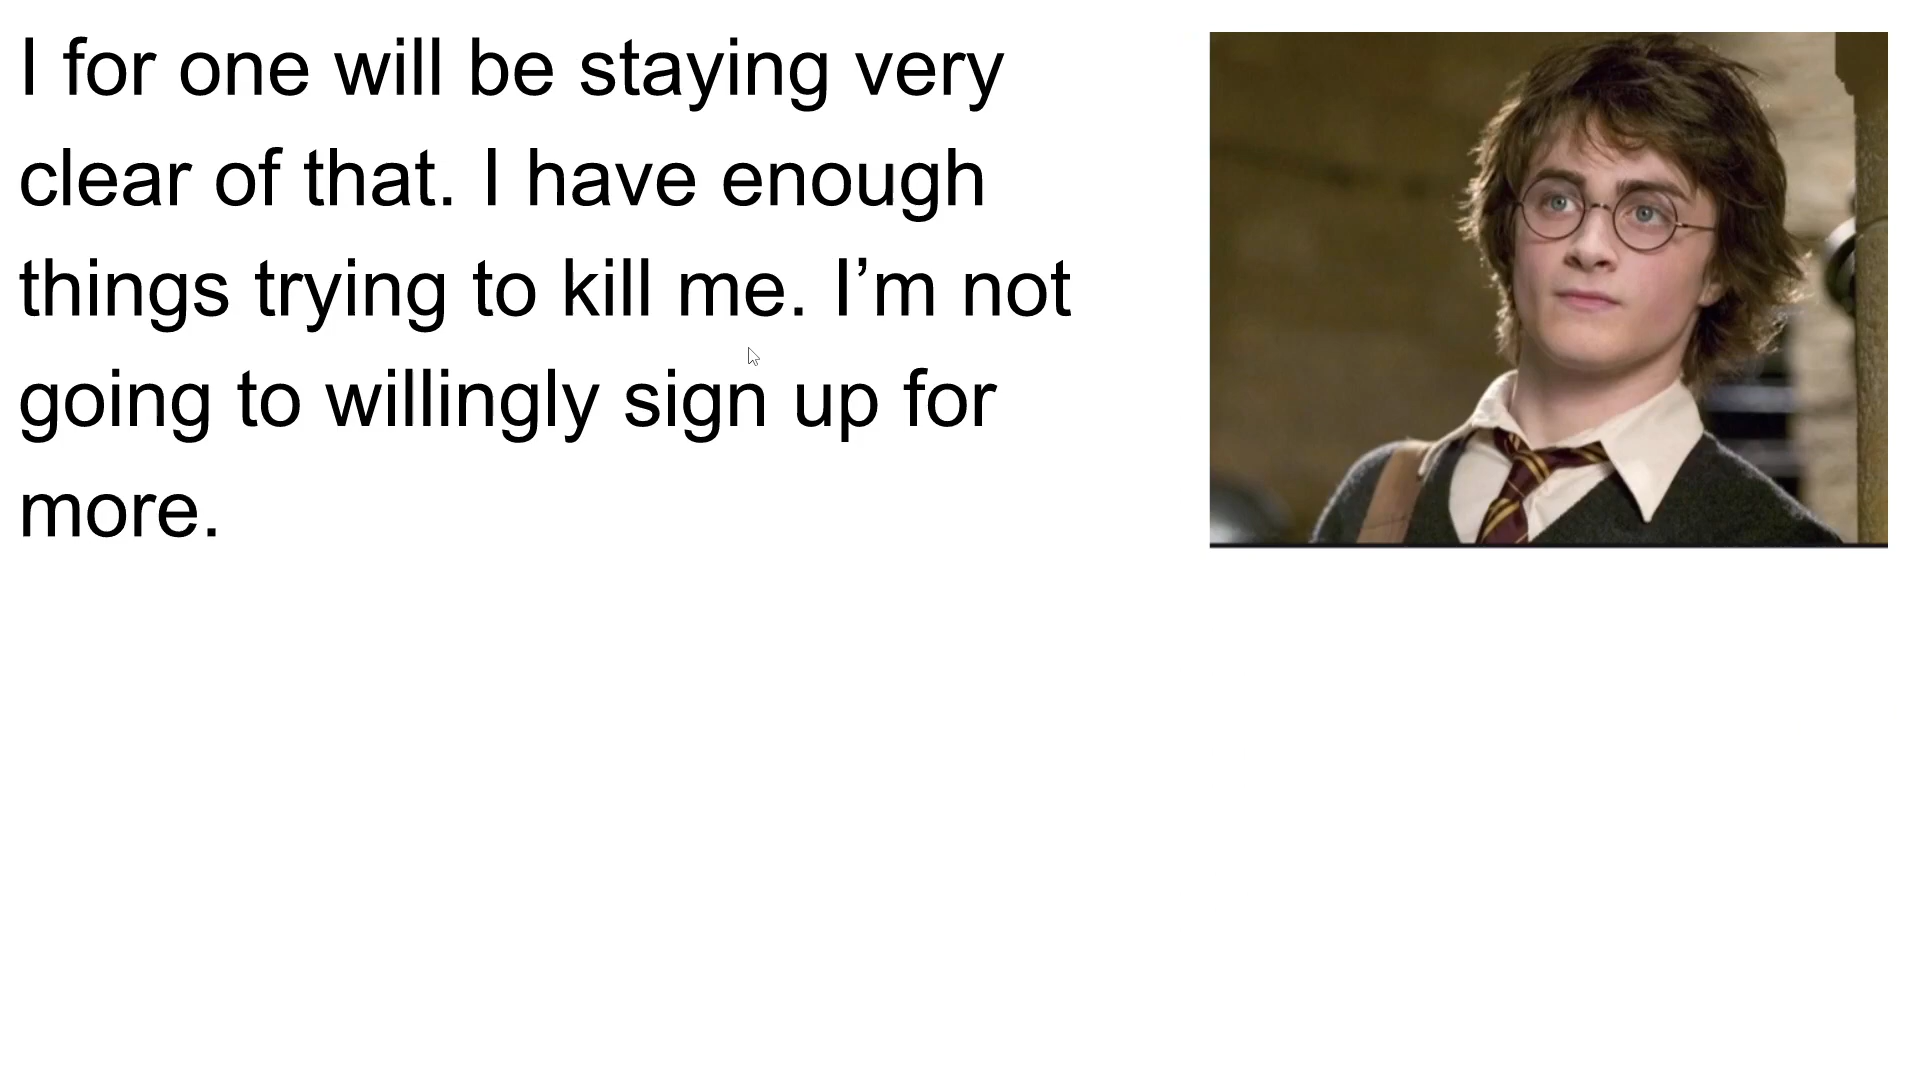 I for one will be staying very
clear of that. I have enough
things trying to kill me. I’m not
going to willingly sign up for
more.